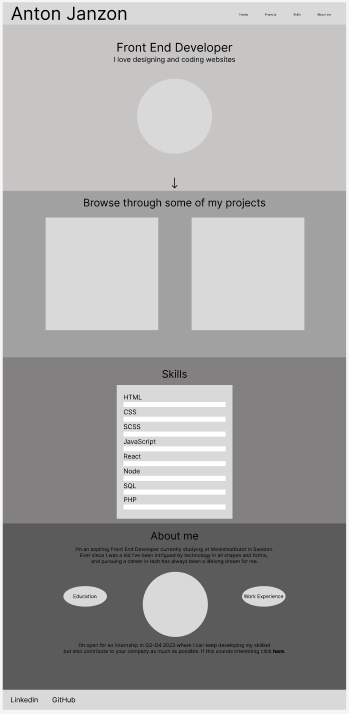 Anton Janzon
Home Projects Skills About me
Front End Developer
I love designing and coding websites
Browse through some of my projects
Skills
HTML
CSS
SCSS
JavaScript
React
Node
SQL
PHP
About me
I'm an aspiring Front End Developer currently studying at Medieinstitutet in Sweden.
Ever since I was a kid I've been intrigued by technology in all shapes and forms,
and pursuing a career in tech has always been a lifelong dream for me.
Education
Work Experience
I'm open for an internship in Q2-Q4 2023 where I can keep developing my skillset
but also contribute to your company as much as possible. If this sounds interesting click here.
Linkedin GitHub